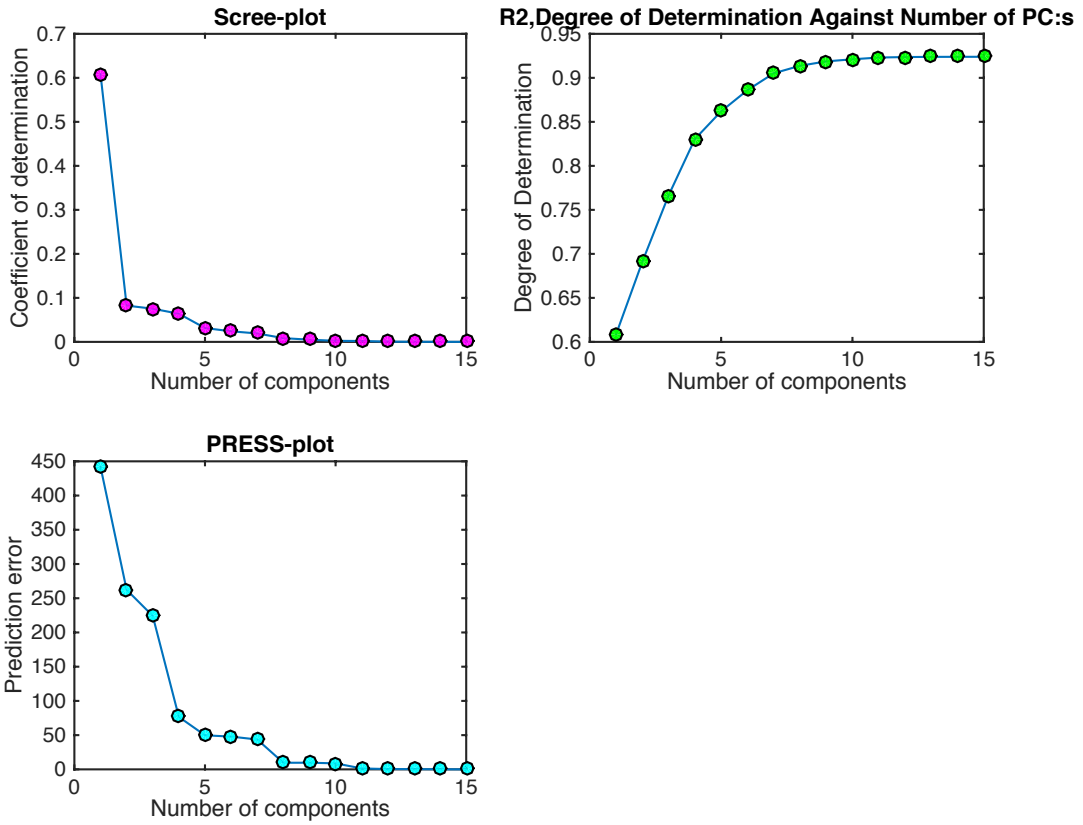 Scree-plot
0.7
0.6
0.5
0.4
0.3
0.2
0.1
0
Coefficient of determination
0 5 10 15
Number of components
R2,Degree of Determination Against Number of PC:s
0.95
0.9
0.85
0.8
0.75
0.7
0.65
0.6
Degree of Determination
0 5 10 15
Number of components
PRESS-plot
450
400
350
300
250
200
150
100
50
0
Prediction error
0 5 10 15
Number of components